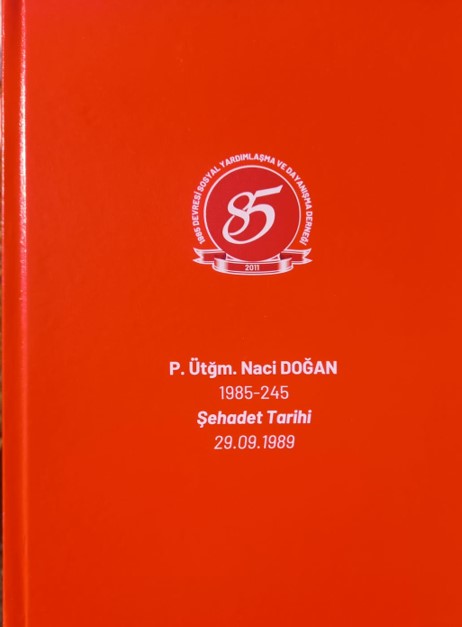 1985 DEVRESİ SOSYAL YARDIMLAŞMA VE DAYANIŞMA DERNEĞİ
85
2011
P. Ütğm. Naci DOĞAN
1985-245
Şehadet Tarihi
29.09.1989